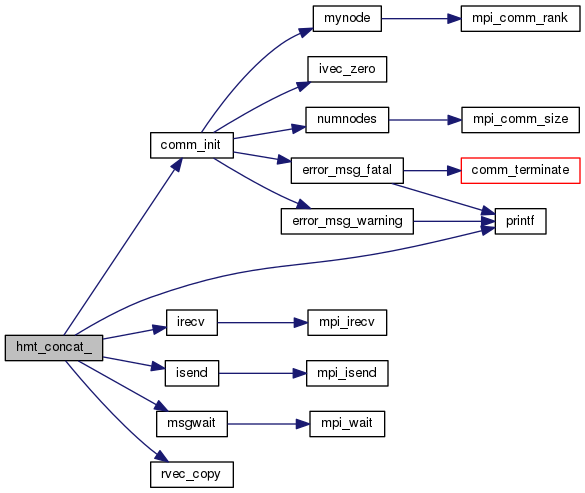 mynode
mpi_comm_rank
ivec_zero
numnodes
mpi_comm_size
comm_init
error_msg_fatal
comm_terminate
error_msg_warning
printf
irecv
mpi_irecv
hmt_concat_
isend
mpi_isend
msgwait
mpi_wait
rvec_copy